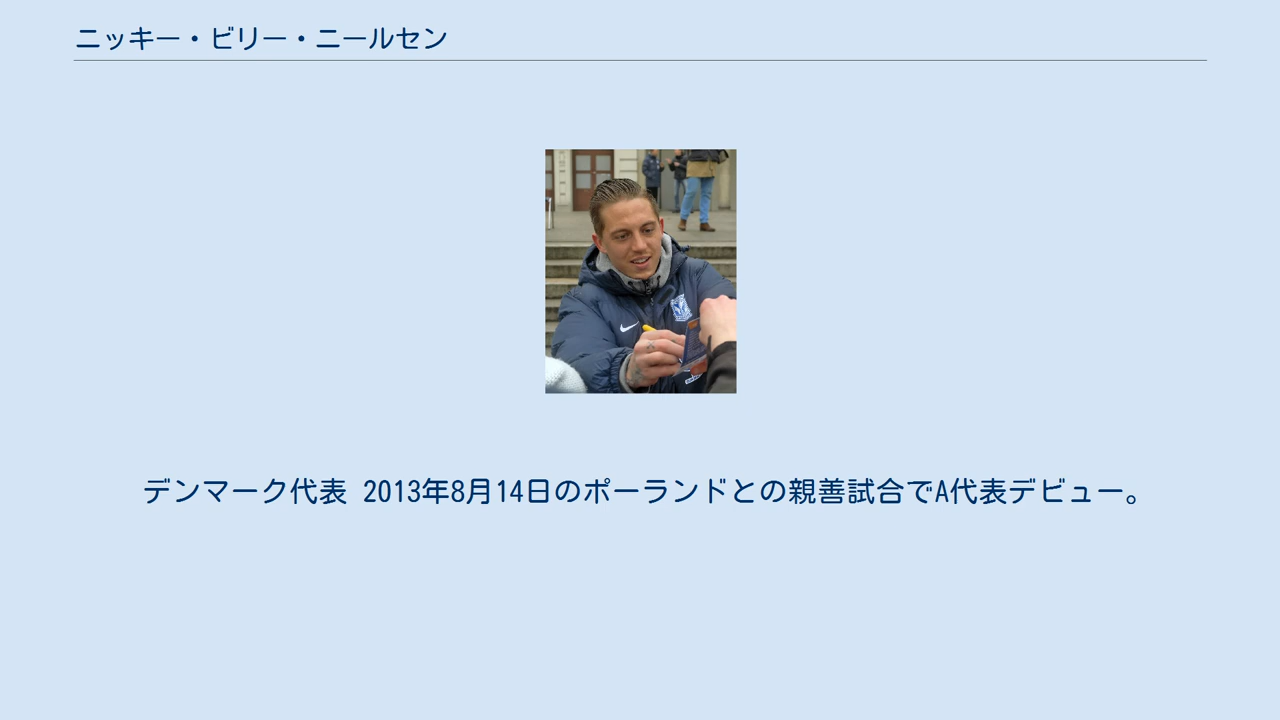 ニッキー・ビリー・ニールセン
デンマーク代表 2013年8月14日のポーランドとの親善試合でA代表デビュー。